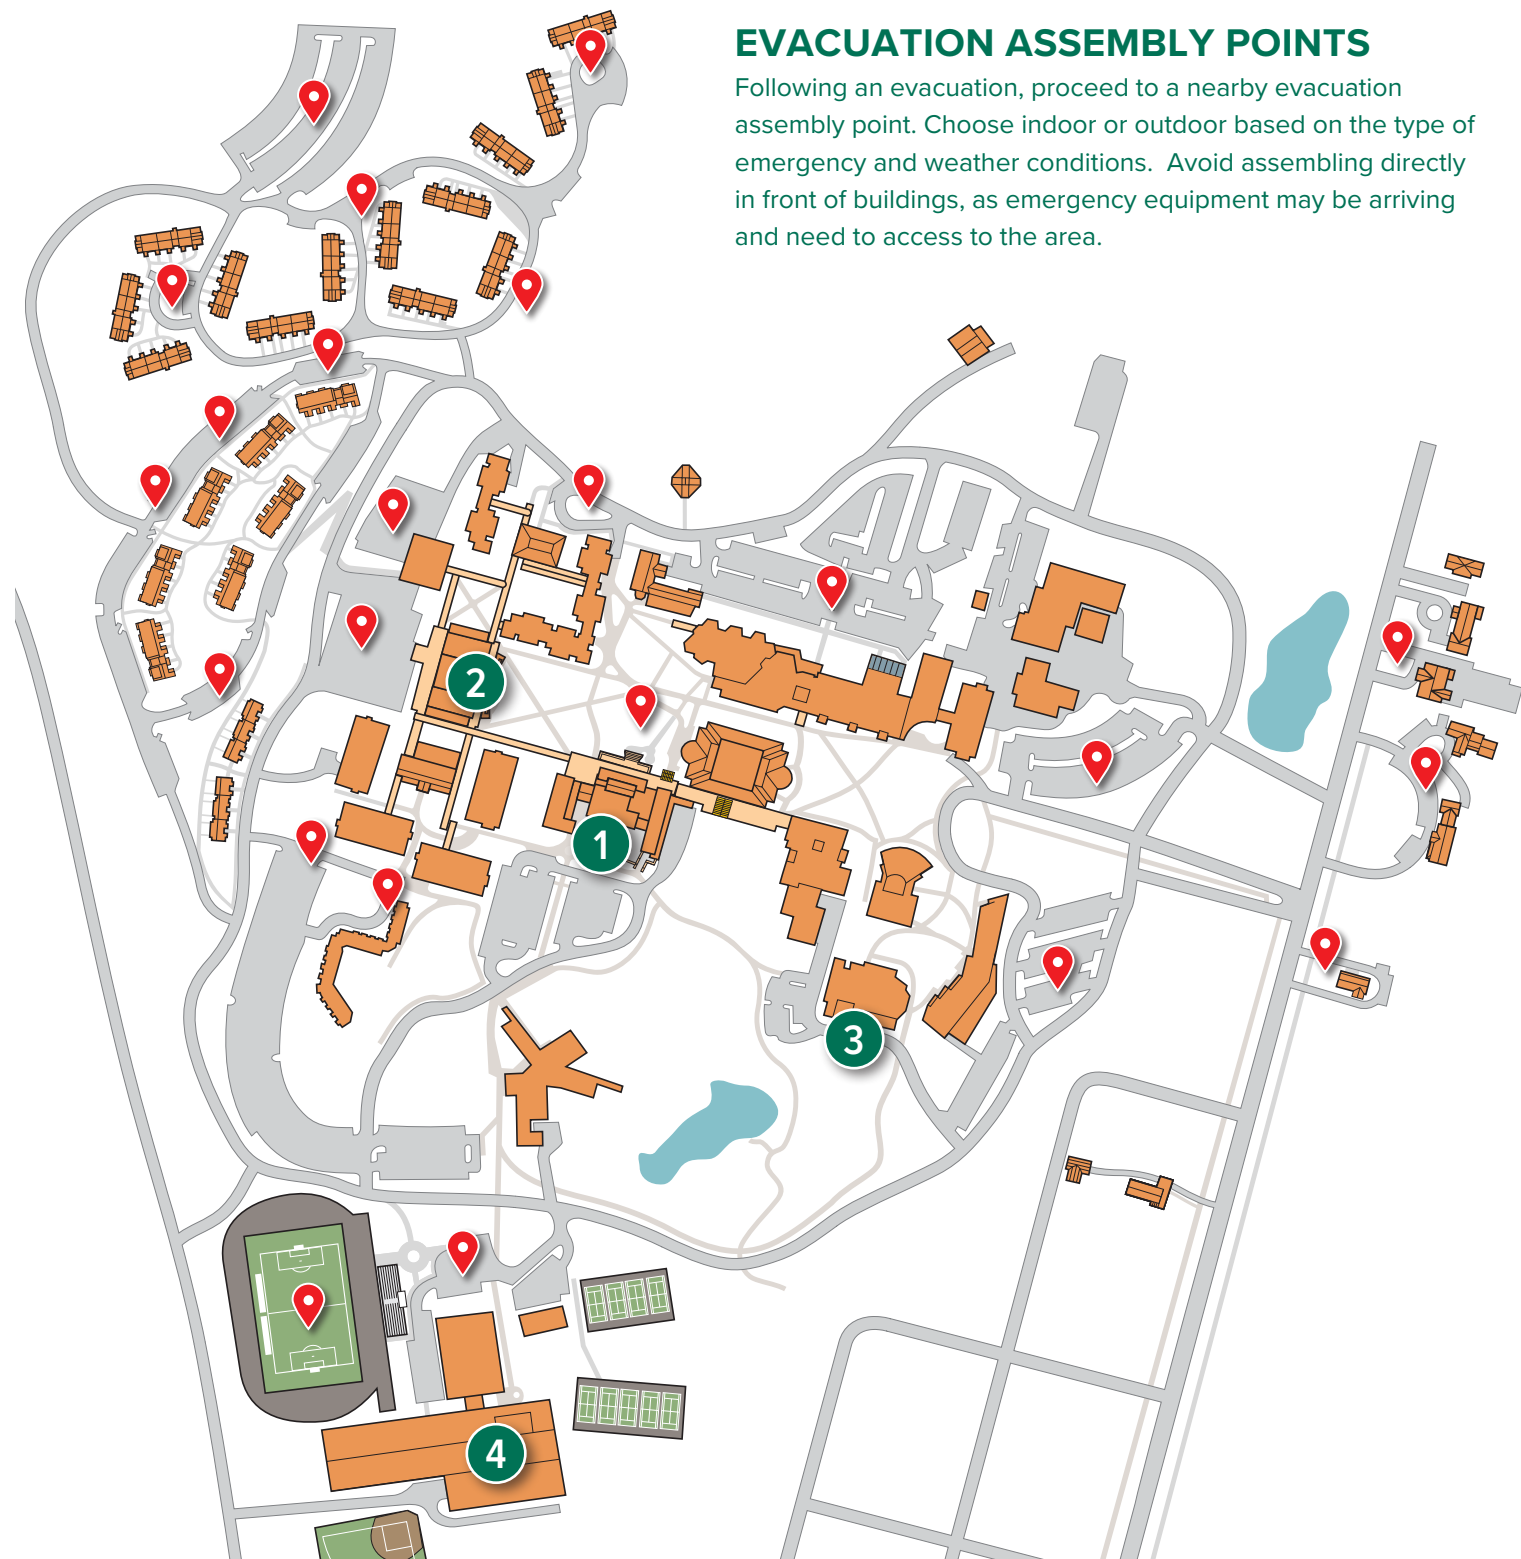 EVACUATION ASSEMBLY POINTS
Following an evacuation, proceed to a nearby evacuation
assembly point. Choose indoor or outdoor based on the type of
emergency and weather conditions.  Avoid assembling directly
in front of buildings, as emergency equipment may be arriving
and need to access to the area.
2
1
3
4